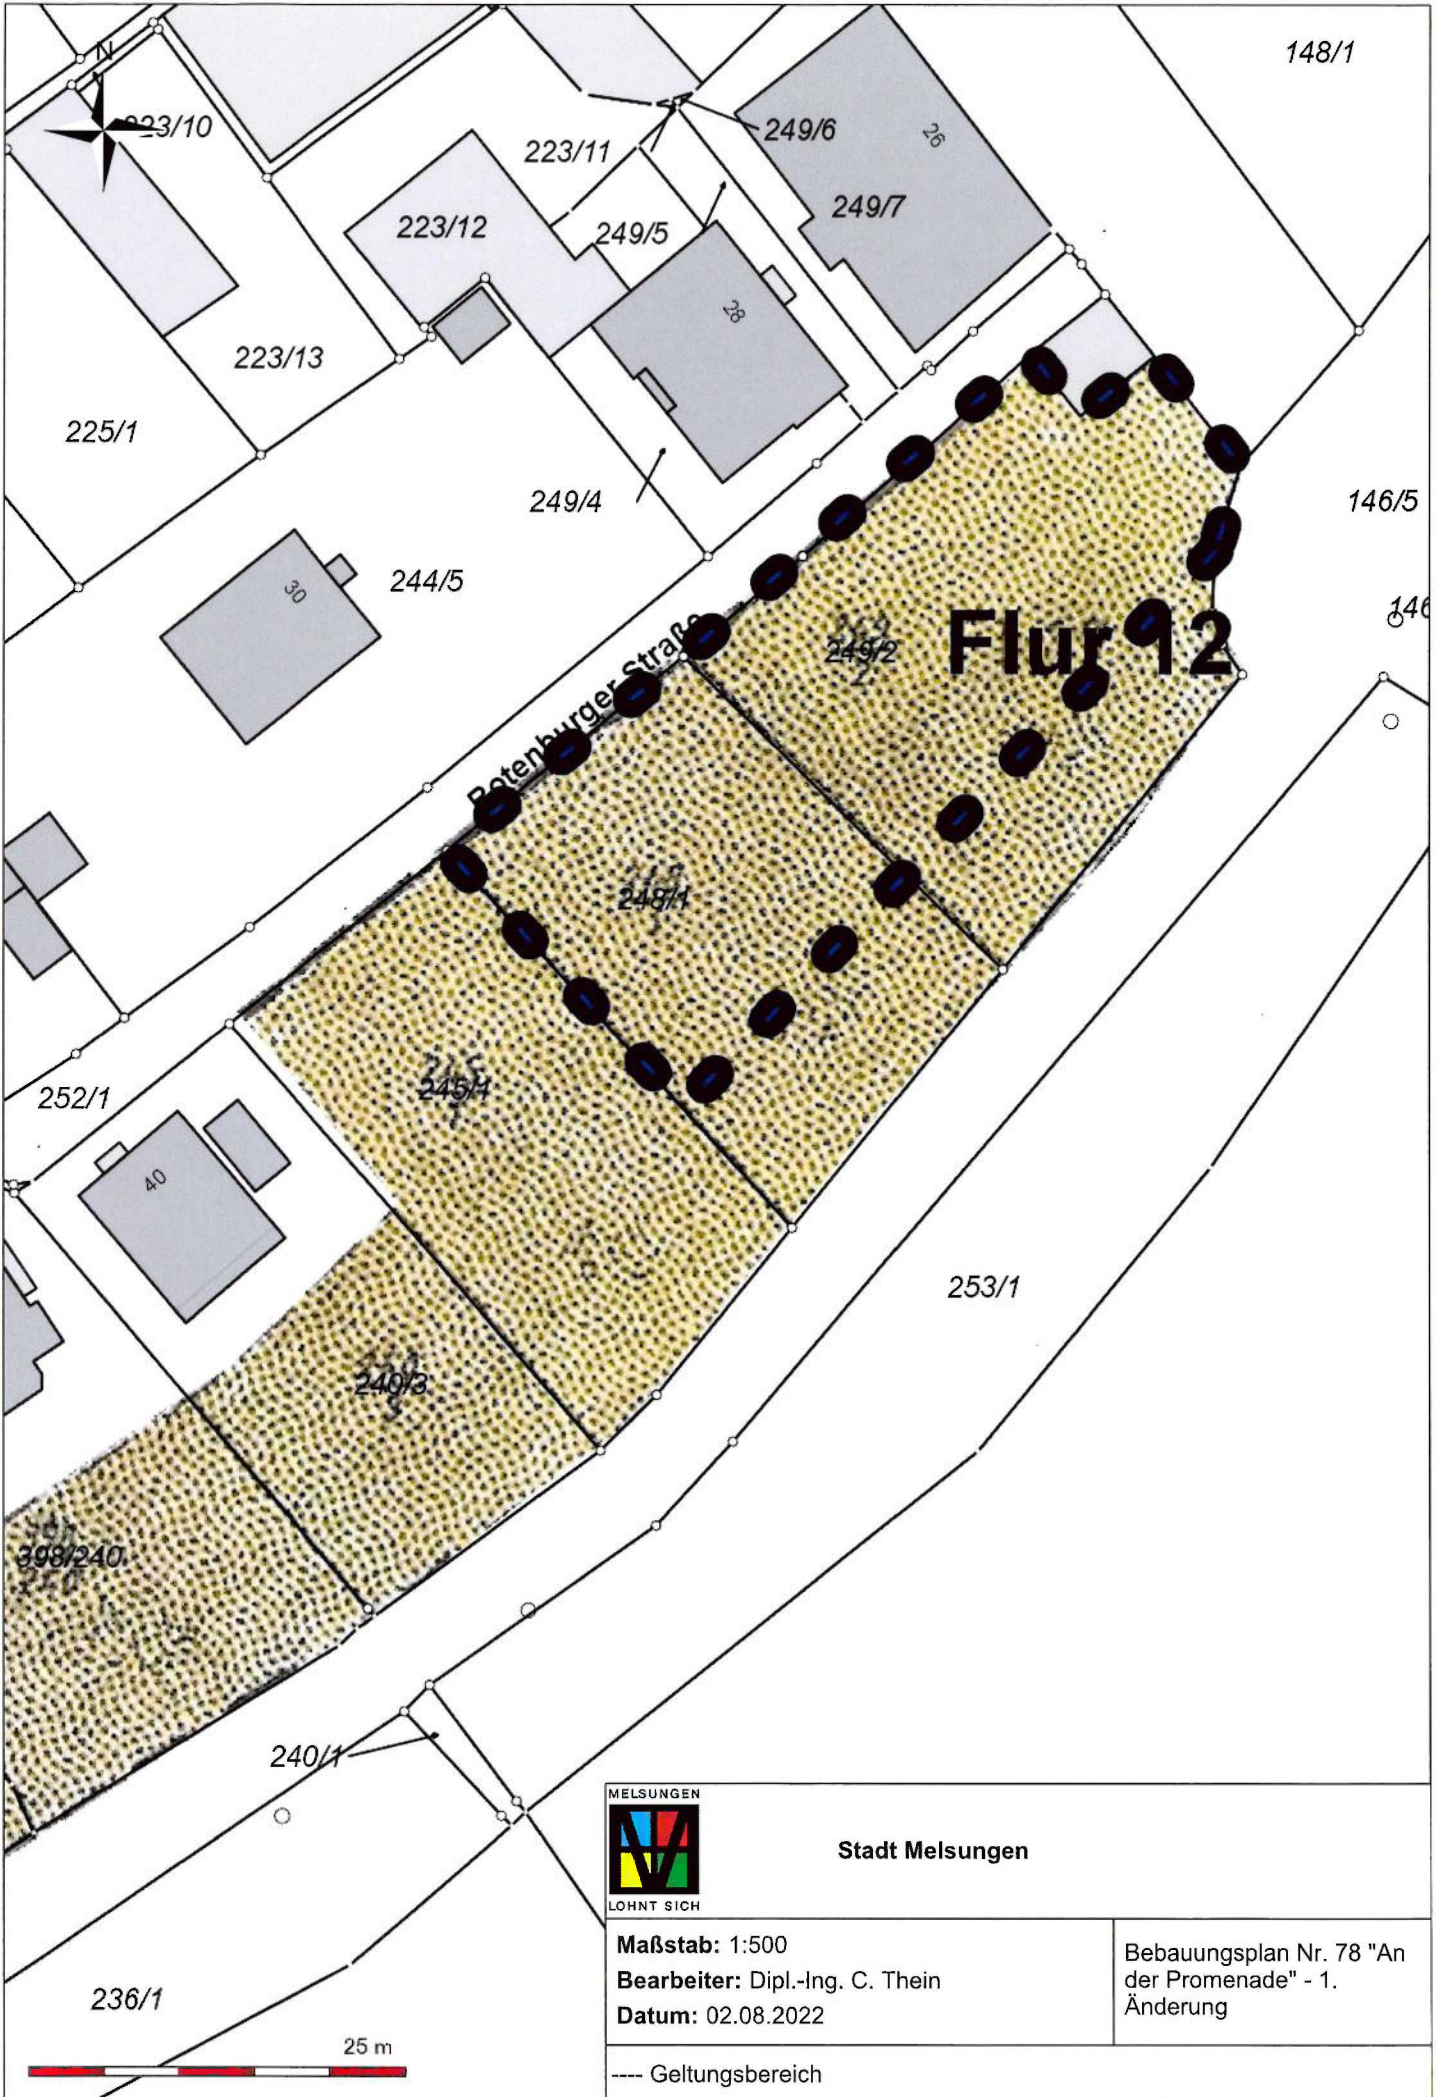 148/1
N
223/10
249/6
26
223/11
249/7
223/12
249/5
28
223/13
225/1
249/4
146/5
30
244/5
146
Flur 12
249/2
Rotenburger Straße
248/1
245/1
252/1
40
253/1
240/3
398/240
240/1
236/1
25 m
MELSUNGEN
LOHNT SICH
Stadt Melsungen
Maßstab: 1:500
Bearbeiter: Dipl.-Ing. C. Thein
Datum: 02.08.2022
Bebauungsplan Nr. 78 "An
der Promenade" - 1.
Änderung
---- Geltungsbereich